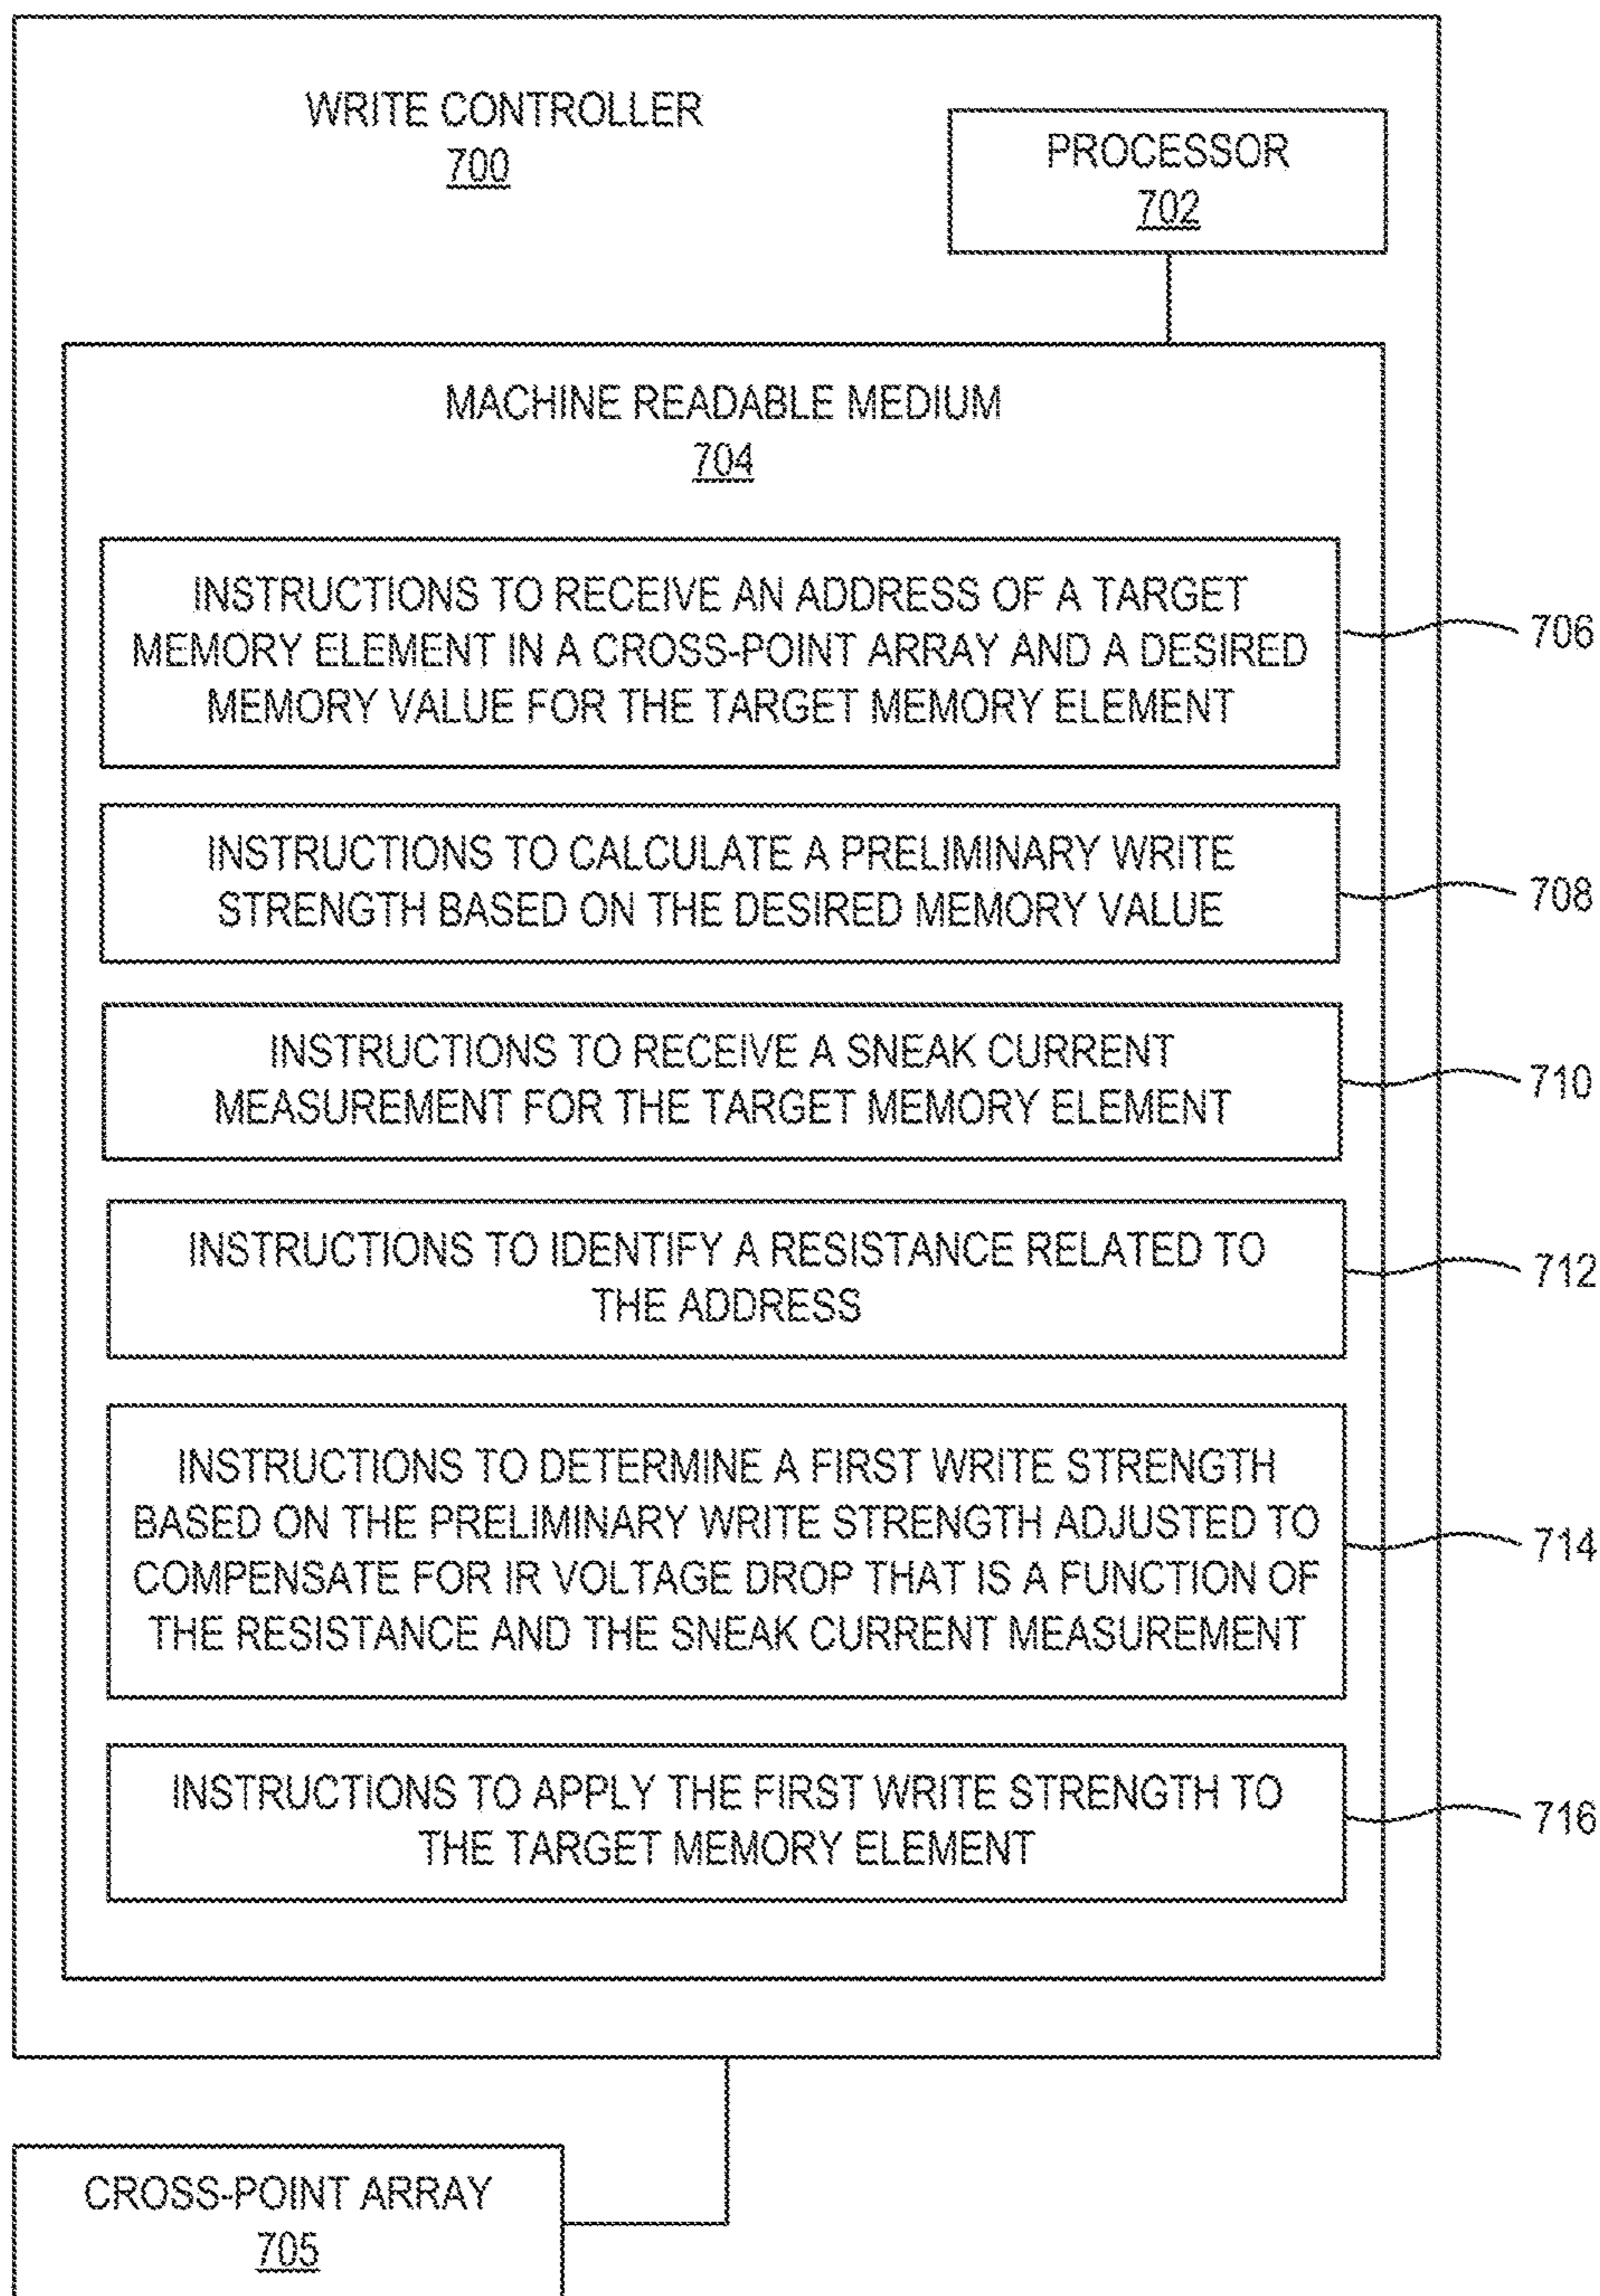 WRITE CONTROLLER
700
PROCESSOR
702
MACHINE READABLE MEDIUM
704
INSTRUCTIONS TO RECEIVE AN ADDRESS OF A TARGET
MEMORY ELEMENT IN A CROSS-POINT ARRAY AND A DESIRED
MEMORY VALUE FOR THE TARGET MEMORY ELEMENT
706
INSTRUCTIONS TO CALCULATE A PRELIMINARY WRITE
STRENGTH BASED ON THE DESIRED MEMORY VALUE
708
INSTRUCTIONS TO RECEIVE A SNEAK CURRENT
MEASUREMENT FOR THE TARGET MEMORY ELEMENT
710
INSTRUCTIONS TO IDENTIFY A RESISTANCE RELATED TO
THE ADDRESS
712
INSTRUCTIONS TO DETERMINE A FIRST WRITE STRENGTH
BASED ON THE PRELIMINARY WRITE STRENGTH ADJUSTED TO
COMPENSATE FOR IR VOLTAGE DROP THAT IS A FUNCTION OF
THE RESISTANCE AND THE SNEAK CURRENT MEASUREMENT
714
INSTRUCTIONS TO APPLY THE FIRST WRITE STRENGTH TO
THE TARGET MEMORY ELEMENT
716
CROSS-POINT ARRAY
705